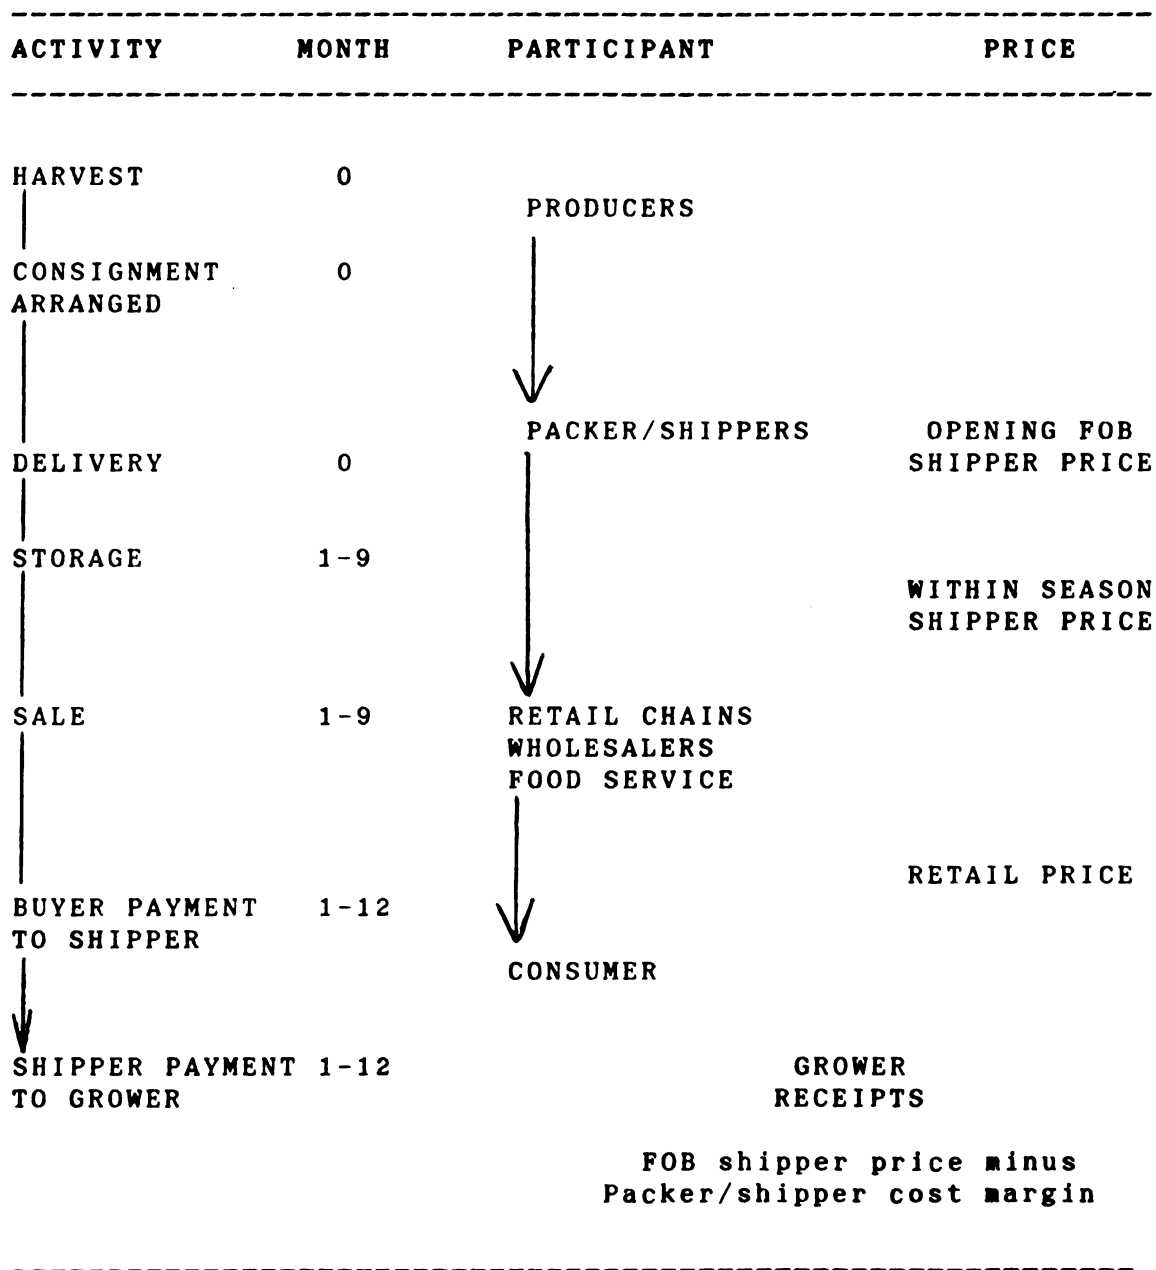 ACTIVITY MONTH PARTICIPANT PRICE
HARVEST 0
PRODUCERS
CONSIGNMENT 0
ARRANGED
PACKER/SHIPPERS OPENING FOB
DELIVERY 0 SHIPPER PRICE
STORAGE 1-9
WITHIN SEASON
SHIPPER PRICE
SALE 1-9 RETAIL CHAINS
WHOLESALERS
FOOD SERVICE
RETAIL PRICE
BUYER PAYMENT 1-12
TO SHIPPER
CONSUMER
SHIPPER PAYMENT 1-12 GROWER
TO GROWER RECEIPTS
FOB shipper price minus
Packer/shipper cost margin